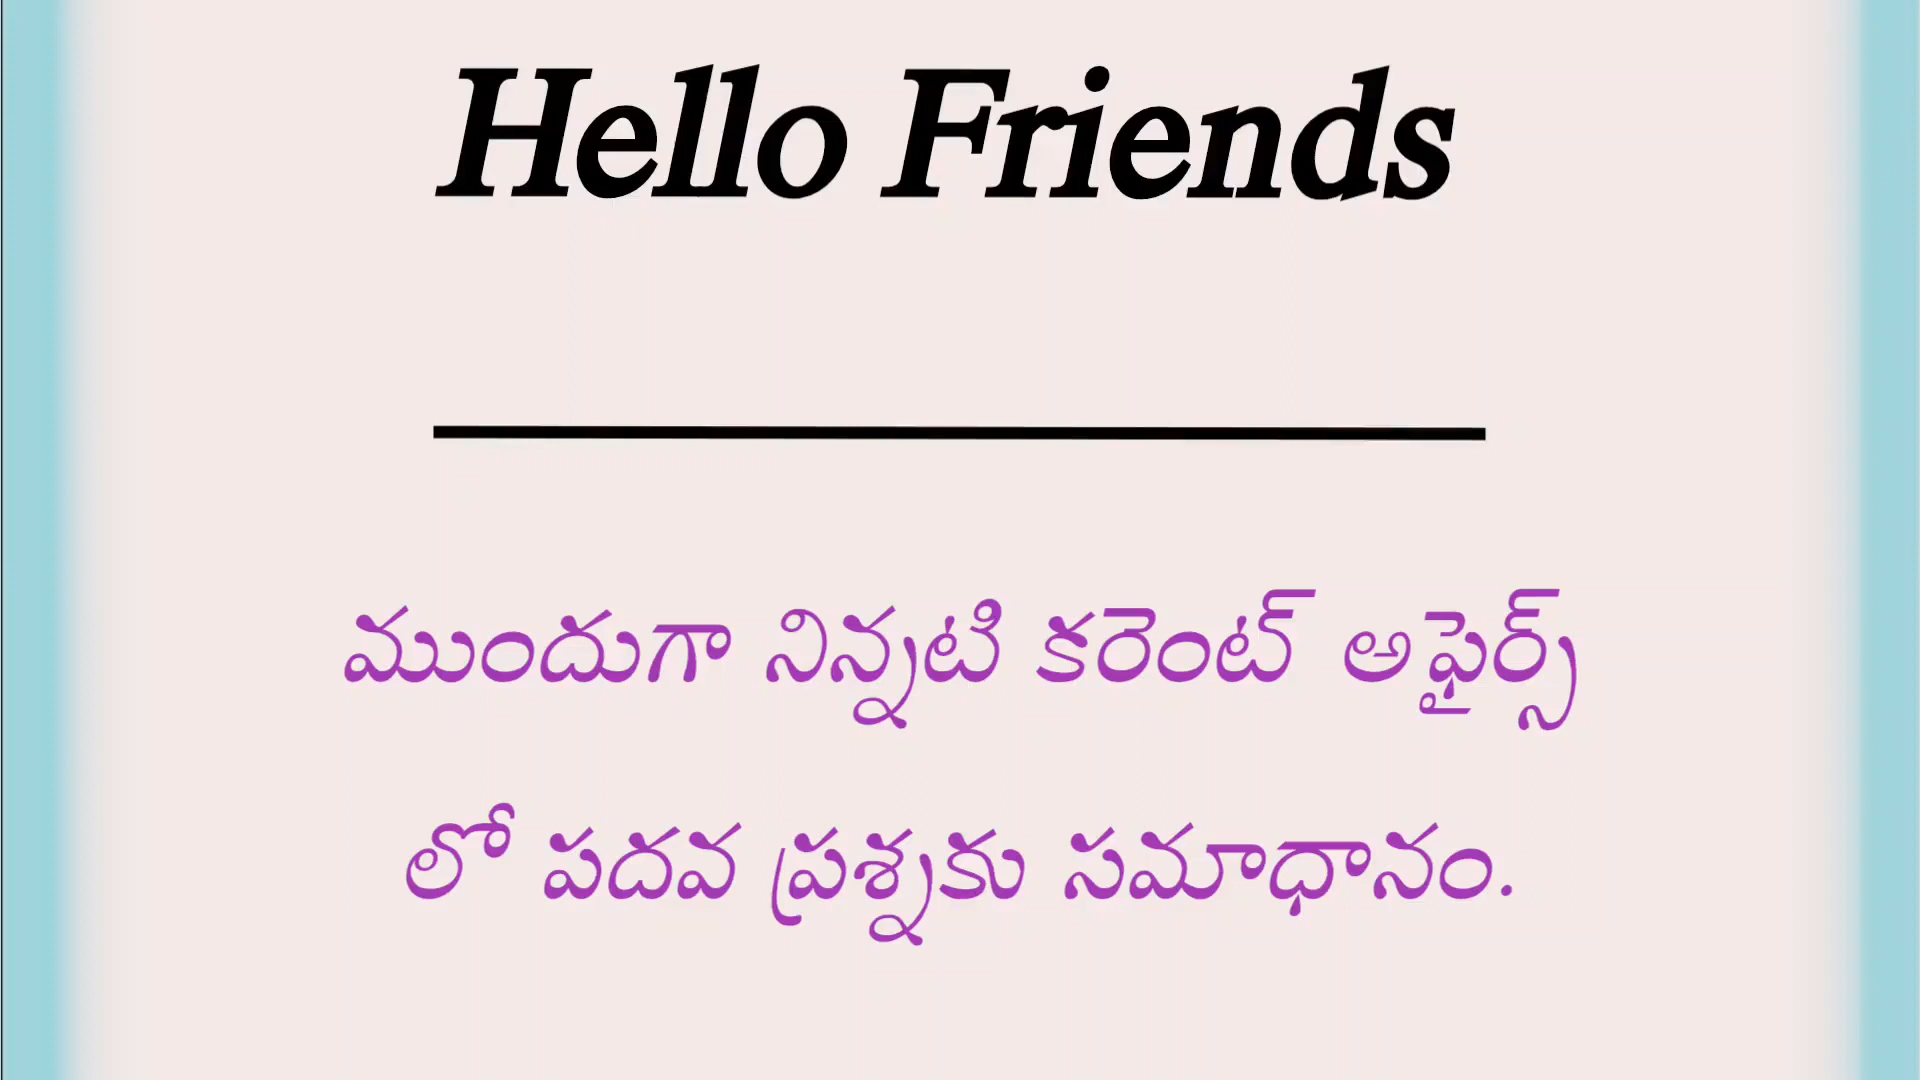 Hello Friends
ముందుగా నిన్నటి కరెంట్ అఫైర్స్
లో పదవ ప్రశ్నకు సమాధానం.